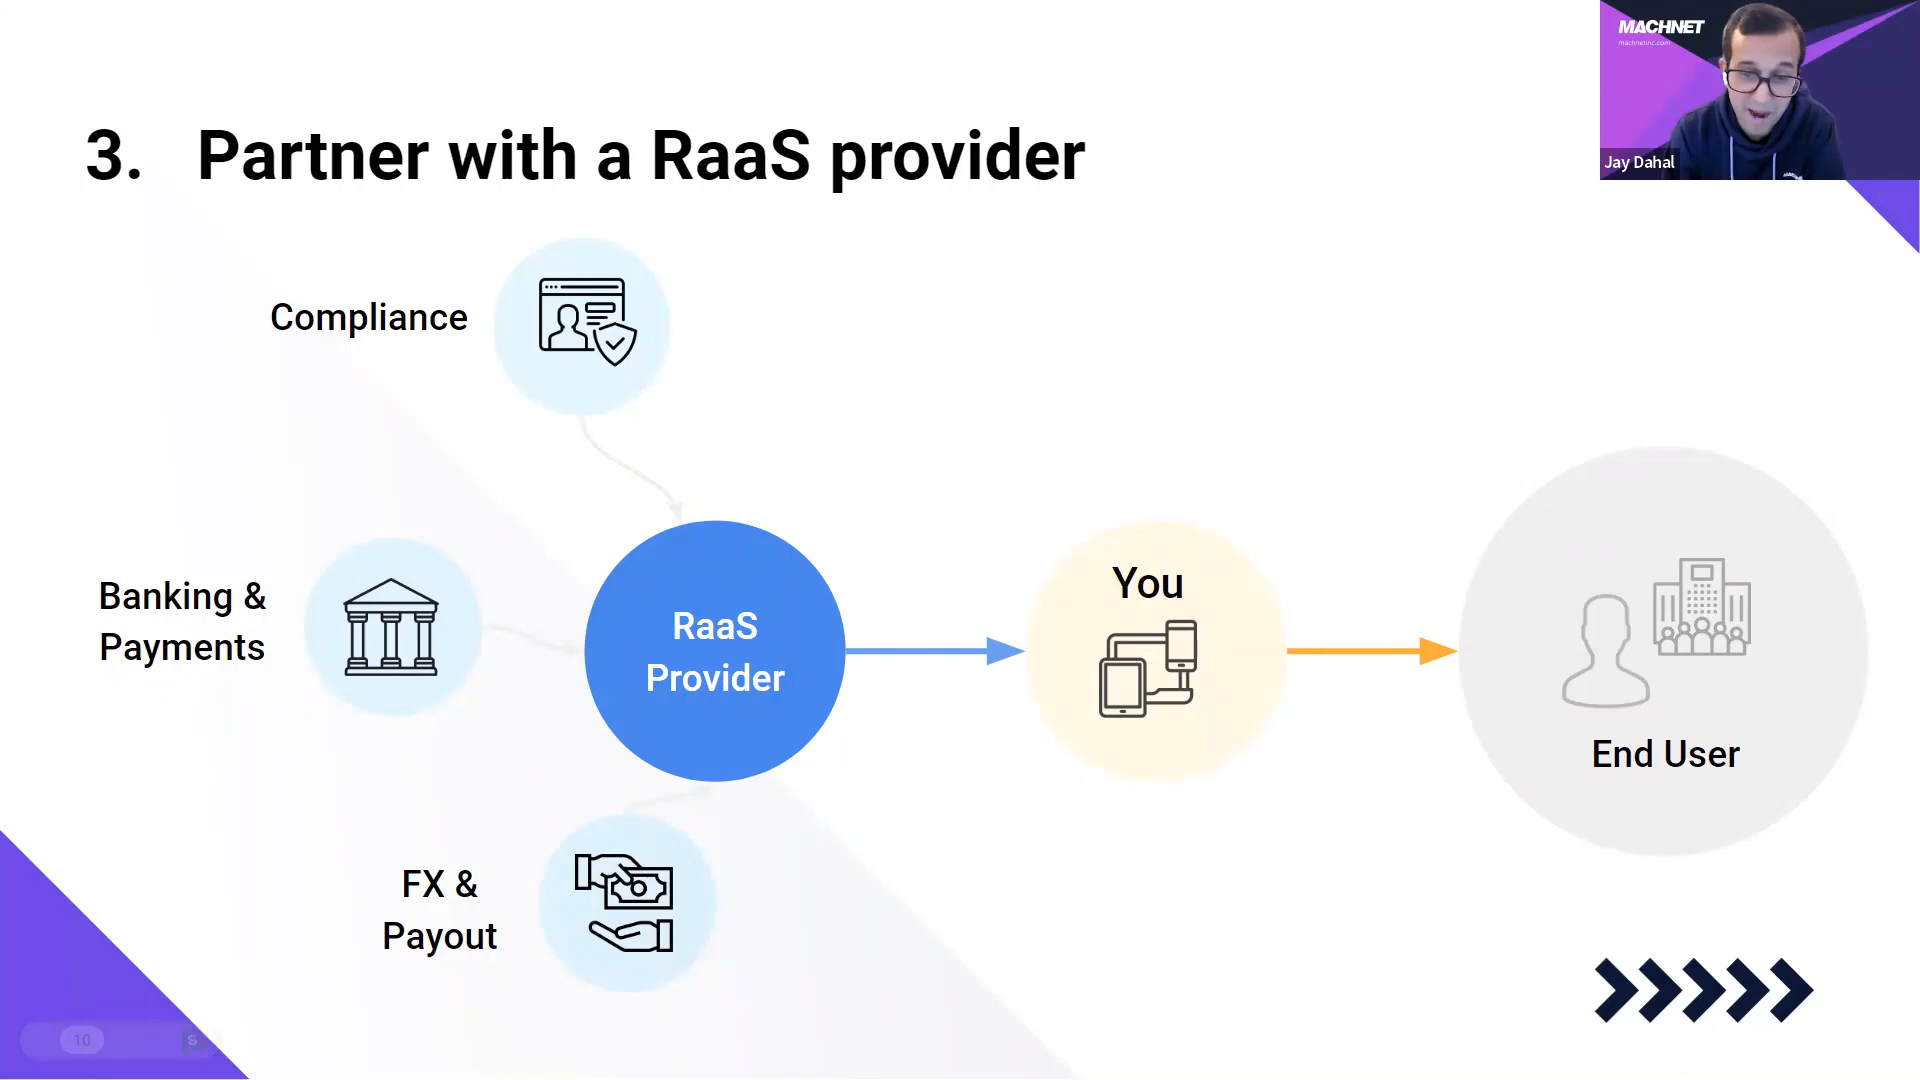 MACHNET
machnetinc.com
Jay Dahal
3. Partner with a RaaS provider
Compliance
Banking &
Payments
RaaS
Provider
You
End User
FX &
Payout
10
S